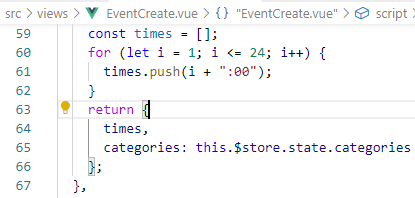 src > views > EventCreate.vue > {} "EventCreate.vue" > script
59 const times = [];
60 for (let i = 1; i <= 24; i++) {
61 times.push(i + ":00");
62 }
63 return {
64 times,
65 categories: this.$store.state.categories
66 };
67 },